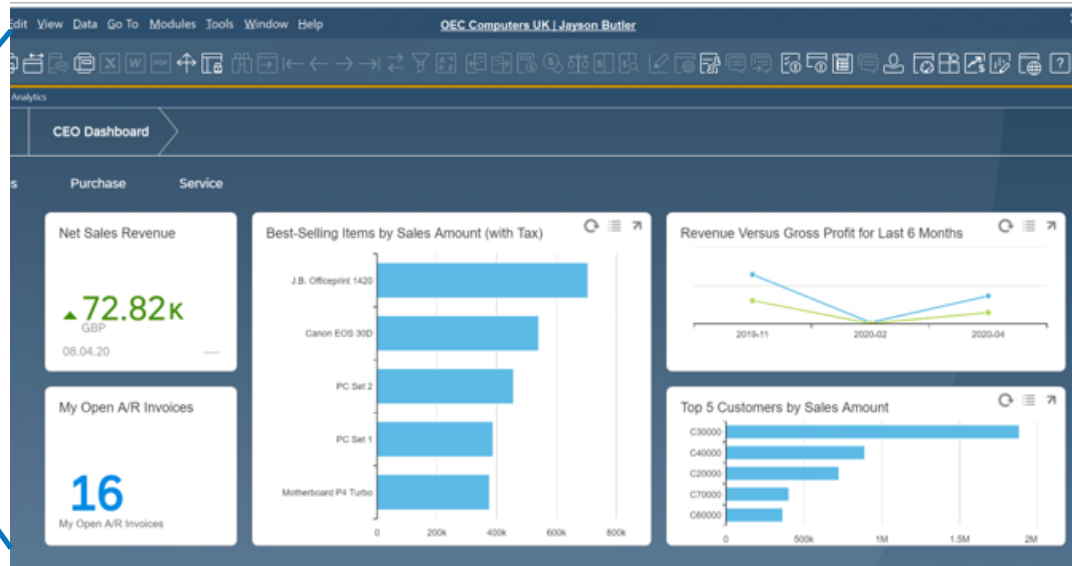 Edit View Data Go To Modules Tools Window Help OEC Computers UK | Jayson Butler
Analytics
CEO Dashboard
Purchase Service
Net Sales Revenue
72.82K
GBP
08.04.20 ----
My Open A/R Invoices
16
My Open A/R Invoices
Best-Selling Items by Sales Amount (with Tax)
J.B. Officeprint 1420
Canon EOS 30D
PC Set 2
PC Set 1
Motherboard P4 Turbo
0 200k 400k 600k 800k
Revenue Versus Gross Profit for Last 6 Months
2019-11 2020-02 2020-04
Top 5 Customers by Sales Amount
C30000
C40000
C20000
C70000
C60000
0 500k 1M 1.5M 2M